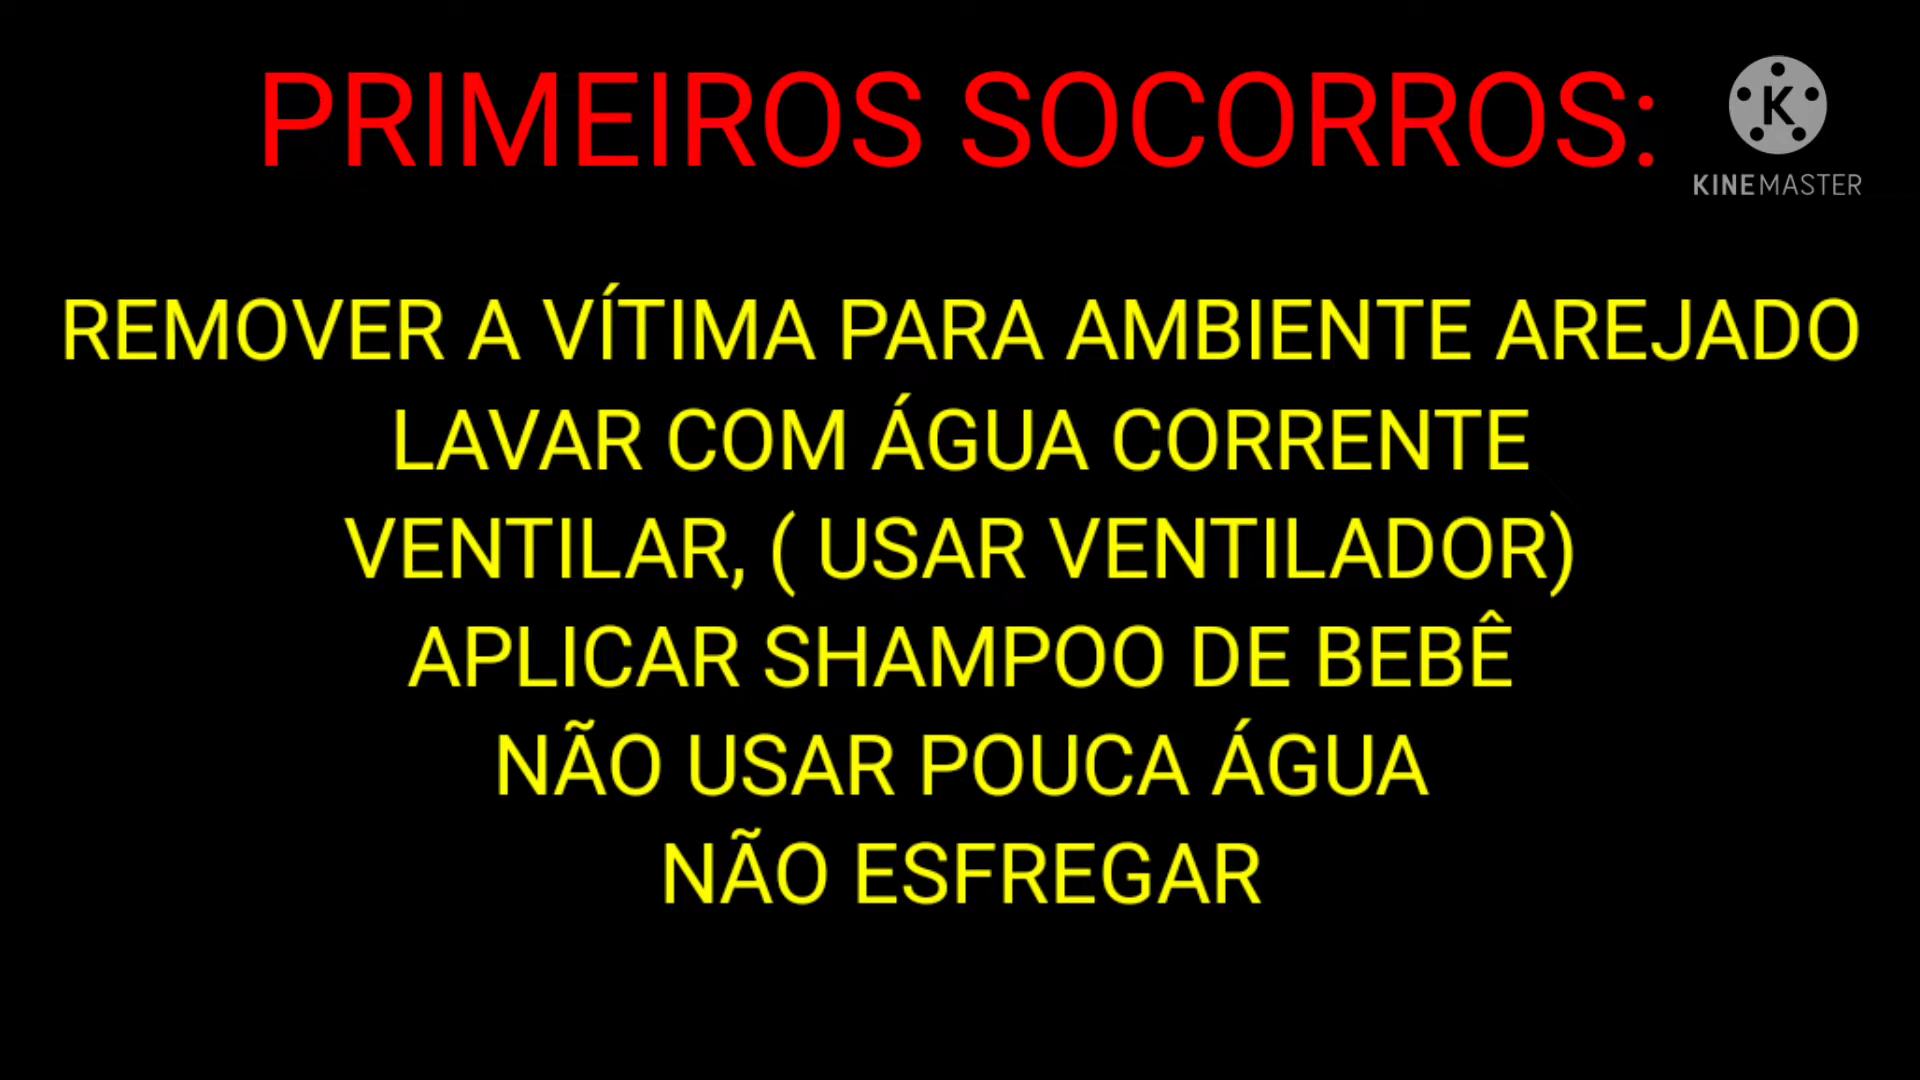 PRIMEIROS SOCORROS:
K
KINEMASTER
REMOVER A VÍTIMA PARA AMBIENTE AREJADO
LAVAR COM ÁGUA CORRENTE
VENTILAR, ( USAR VENTILADOR)
APLICAR SHAMPOO DE BEBÊ
NÃO USAR POUCA ÁGUA
NÃO ESFREGAR